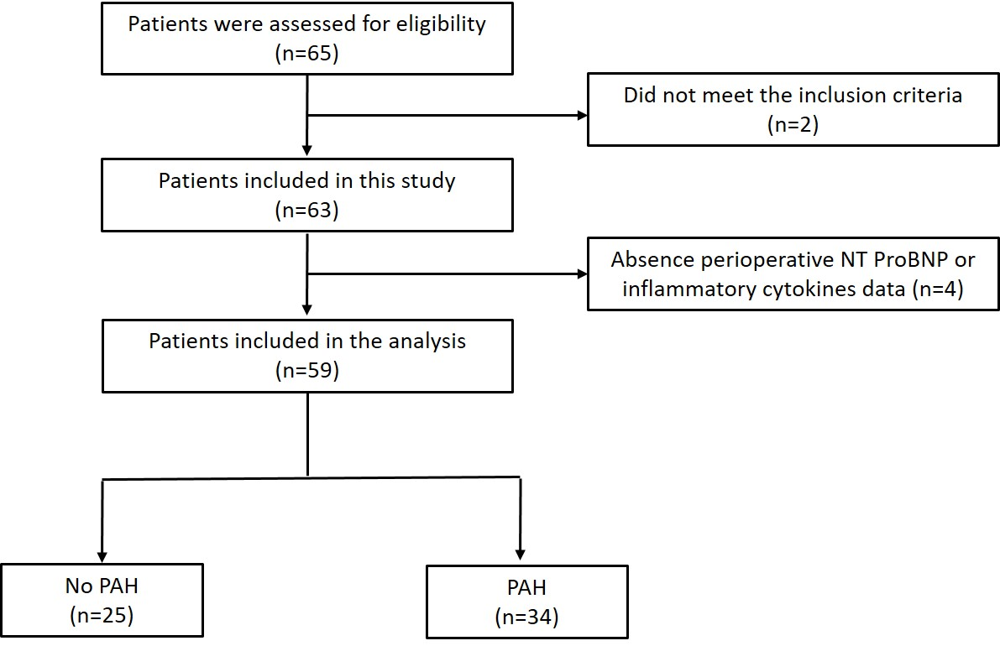 Patients were assessed for eligibility
(n=65)
Did not meet the inclusion criteria
(n=2)
Patients included in this study
(n=63)
Absence perioperative NT ProBNP or
inflammatory cytokines data (n=4)
Patients included in the analysis
(n=59)
No PAH
(n=25)
PAH
(n=34)